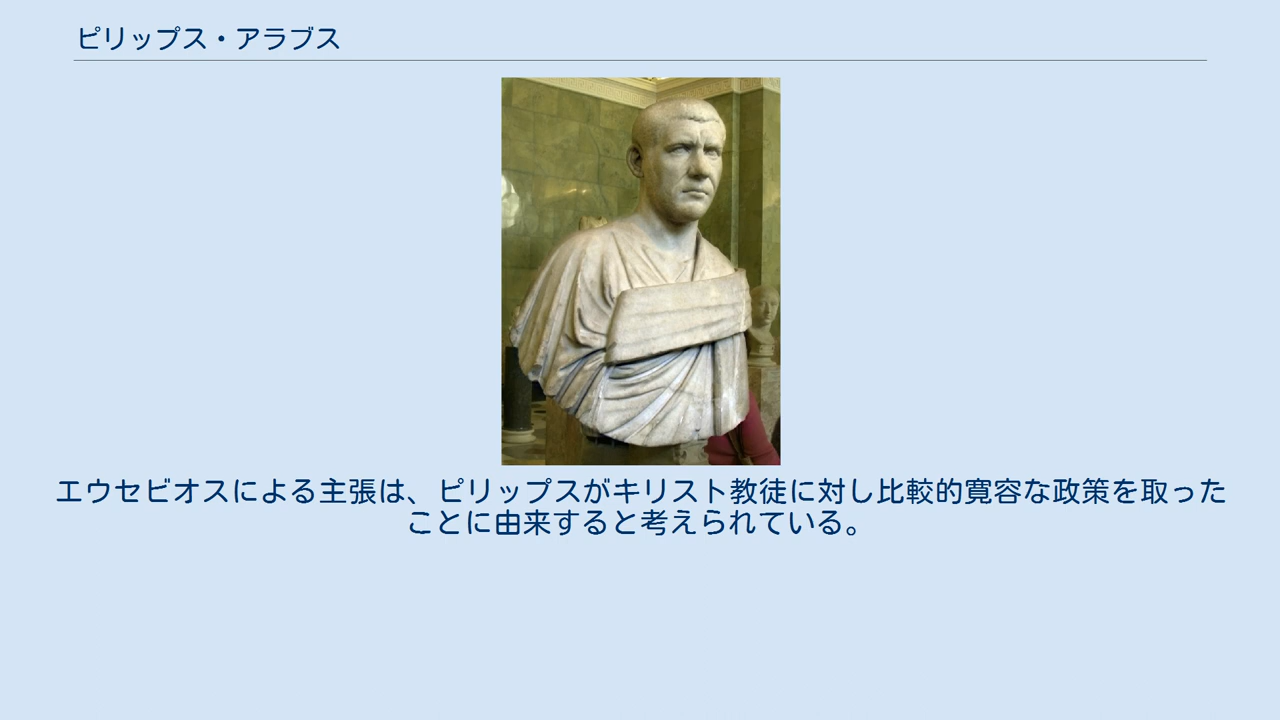 ピリップス・アラブス
エウセビオスによる主張は、ピリップスがキリスト教徒に対し比較的寛容な政策を取った
ことに由来すると考えられている。